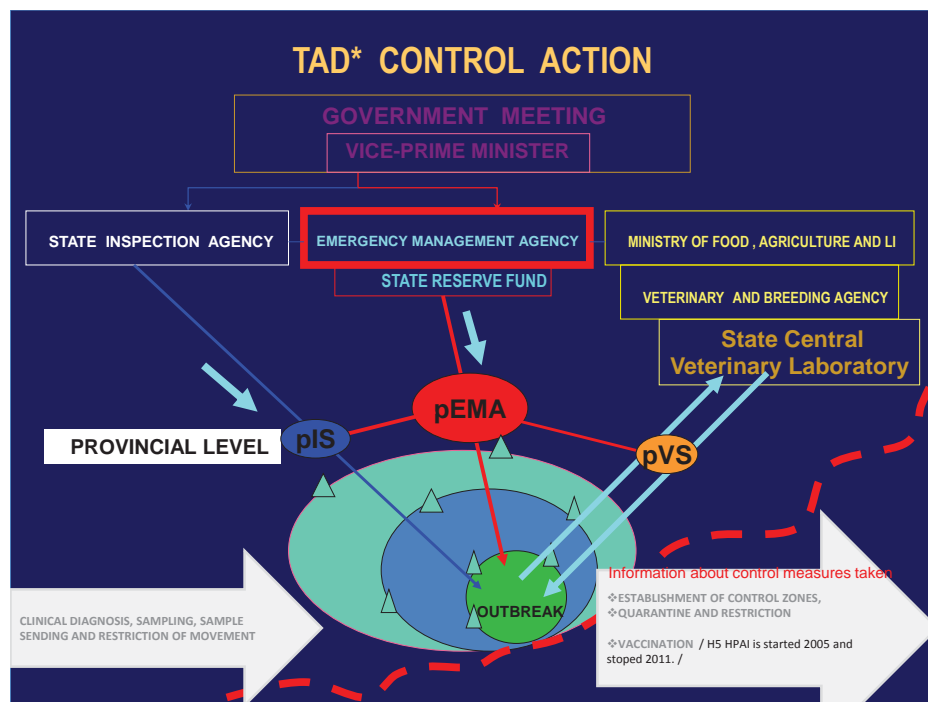 TAD* CONTROL ACTION
GOVERNMENT MEETING
VICE-PRIME MINISTER
STATE INSPECTION AGENCY
EMERGENCY MANAGEMENT AGENCY
MINISTRY OF FOOD , AGRICULTURE AND LI
STATE RESERVE FUND
VETERINARY AND BREEDING AGENCY
State Central
Veterinary Laboratory
pEMA
PROVINCIAL LEVEL
pIS
pVS
OUTBREAK
CLINICAL DIAGNOSIS, SAMPLING, SAMPLE
SENDING AND RESTRICTION OF MOVEMENT
Information about control measures taken
❖ESTABLISHMENT OF CONTROL ZONES,
❖QUARANTINE AND RESTRICTION
❖VACCINATION / H5 HPAI is started 2005 and
stoped 2011. /